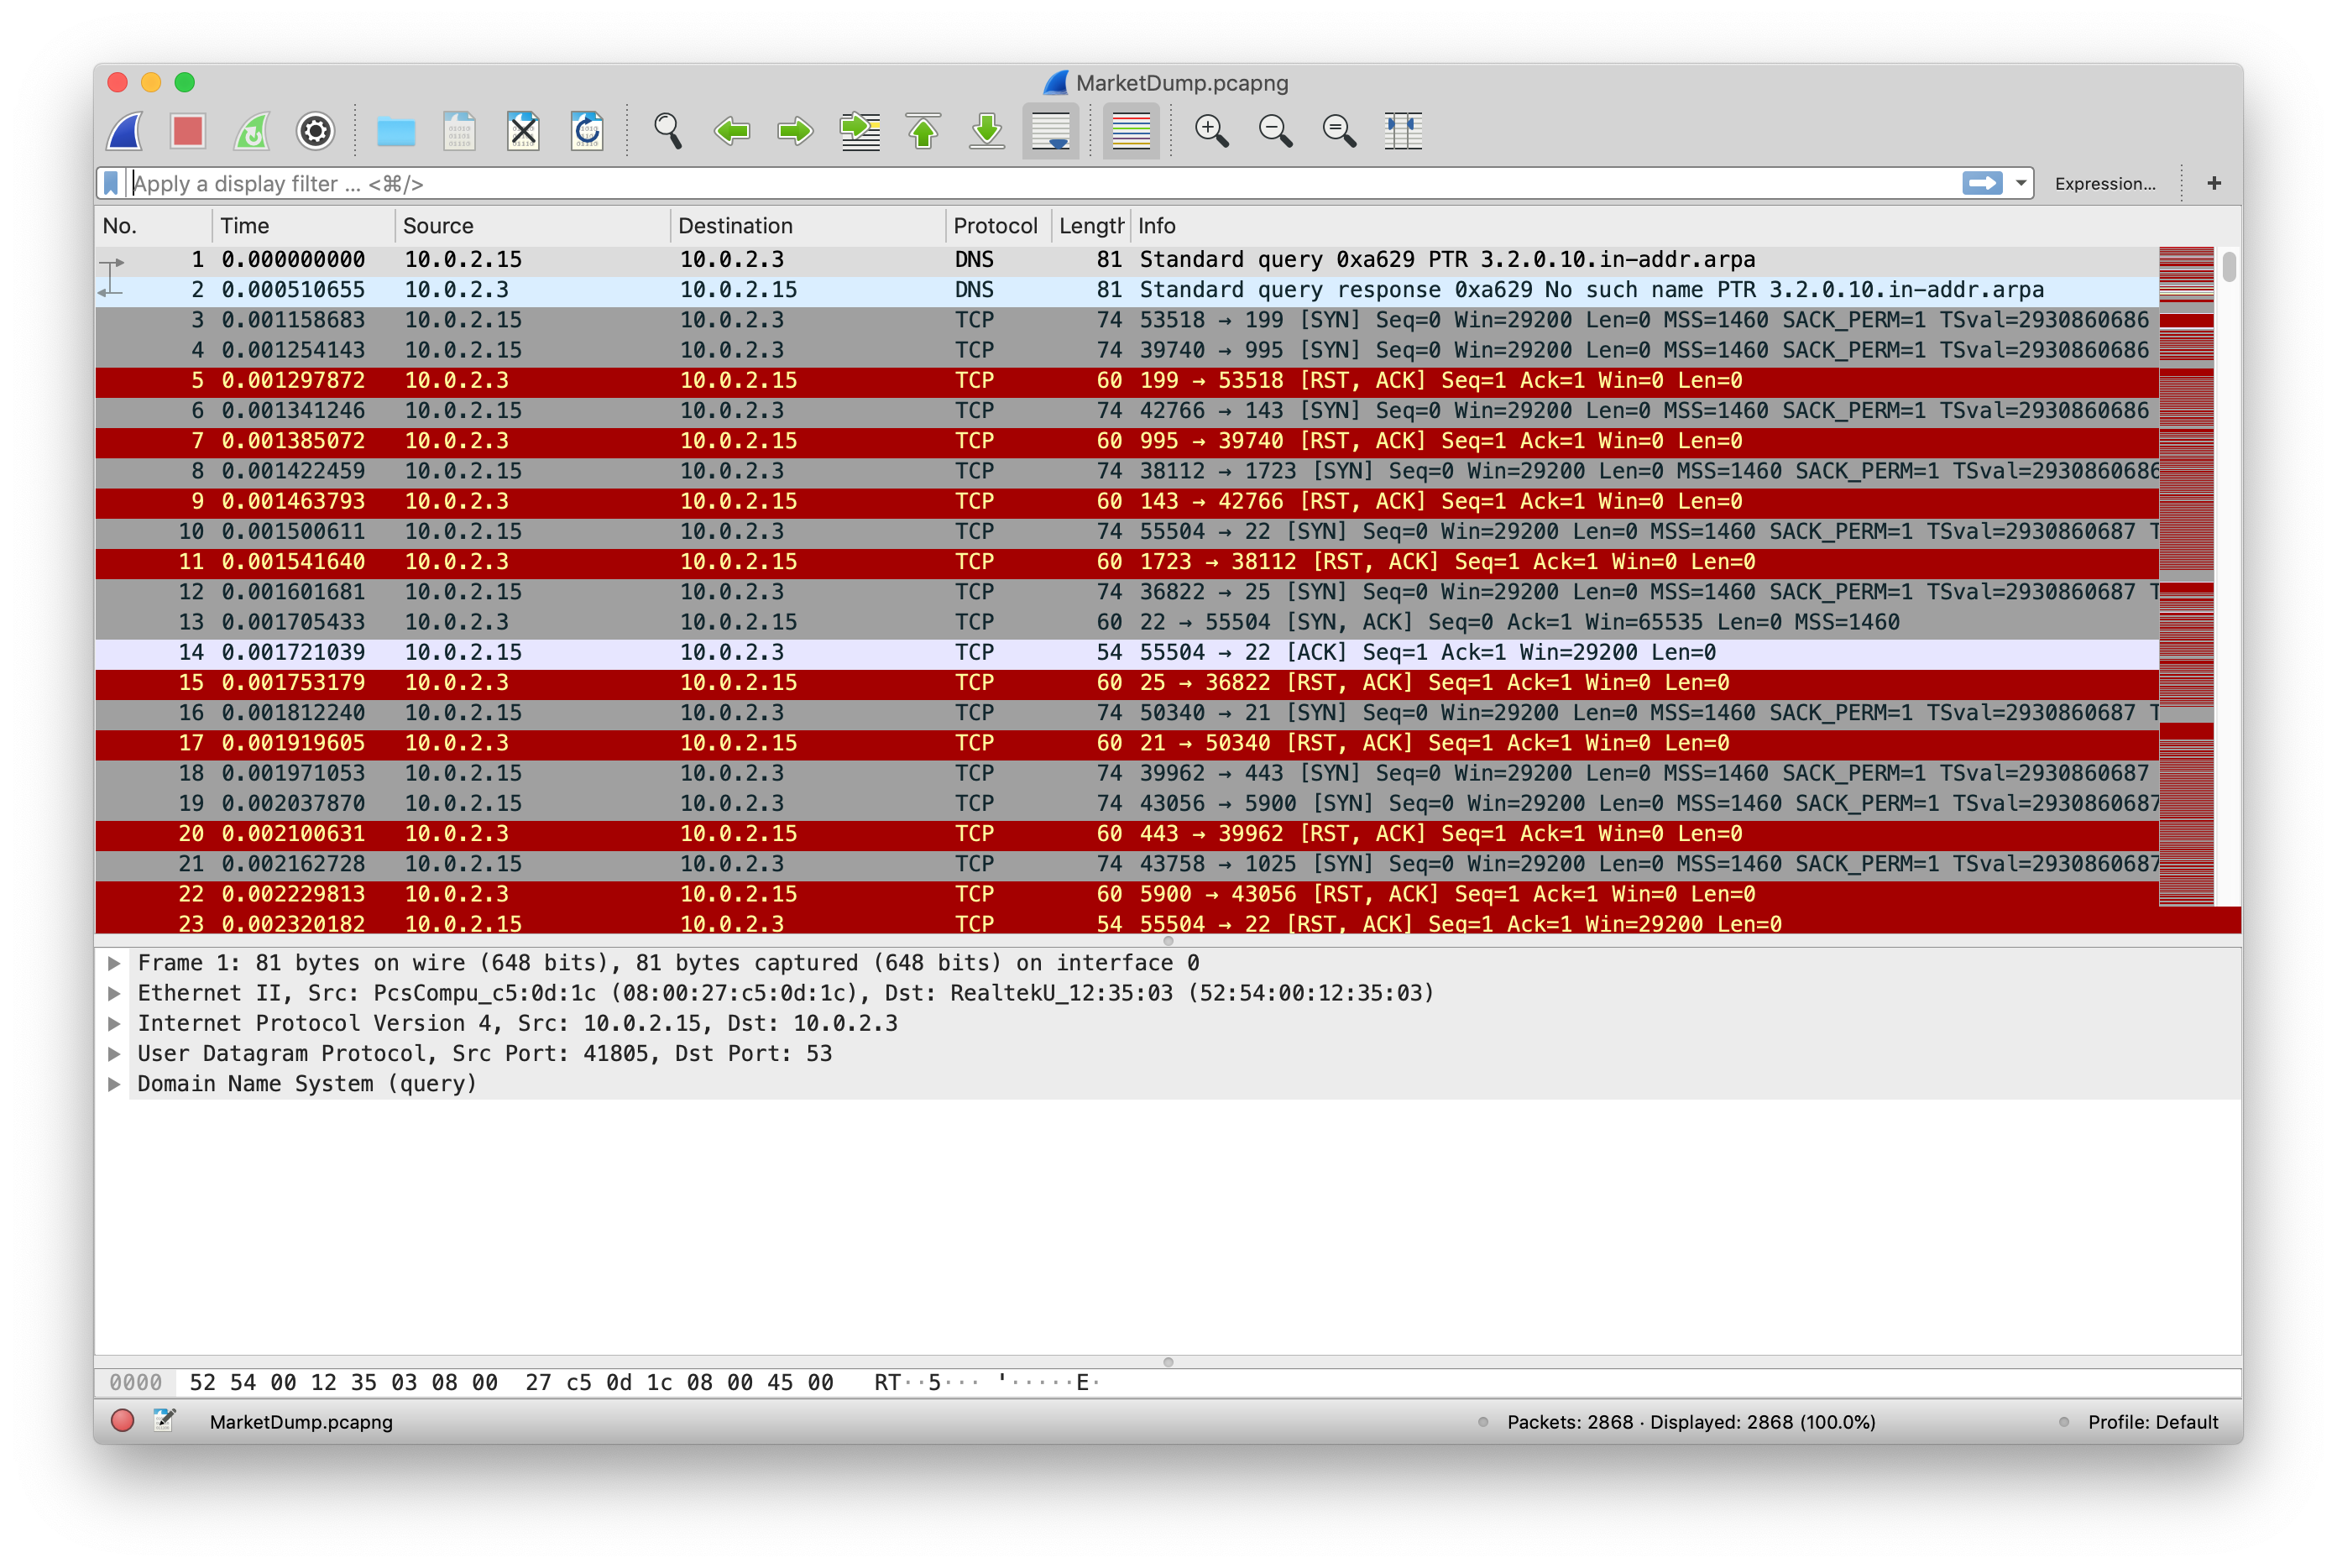 MarketDump.pcapng
Apply a display filter ... <⌘/>
Expression...
+
No. Time Source Destination Protocol Length Info
1 0.000000000 10.0.2.15 10.0.2.3 DNS 81 Standard query 0xa629 PTR 3.2.0.10.in-addr.arpa
2 0.000510655 10.0.2.3 10.0.2.15 DNS 81 Standard query response 0xa629 No such name PTR 3.2.0.10.in-addr.arpa
3 0.001158683 10.0.2.15 10.0.2.3 TCP 74 53518 → 199 [SYN] Seq=0 Win=29200 Len=0 MSS=1460 SACK_PERM=1 TSval=2930860686
4 0.001254143 10.0.2.15 10.0.2.3 TCP 74 39740 → 995 [SYN] Seq=0 Win=29200 Len=0 MSS=1460 SACK_PERM=1 TSval=2930860686
5 0.001297872 10.0.2.3 10.0.2.15 TCP 60 199 → 53518 [RST, ACK] Seq=1 Ack=1 Win=0 Len=0
6 0.001341246 10.0.2.15 10.0.2.3 TCP 74 42766 → 143 [SYN] Seq=0 Win=29200 Len=0 MSS=1460 SACK_PERM=1 TSval=2930860686
7 0.001385072 10.0.2.3 10.0.2.15 TCP 60 995 → 39740 [RST, ACK] Seq=1 Ack=1 Win=0 Len=0
8 0.001422459 10.0.2.15 10.0.2.3 TCP 74 38112 → 1723 [SYN] Seq=0 Win=29200 Len=0 MSS=1460 SACK_PERM=1 TSval=2930860686
9 0.001463793 10.0.2.3 10.0.2.15 TCP 60 143 → 42766 [RST, ACK] Seq=1 Ack=1 Win=0 Len=0
10 0.001500611 10.0.2.15 10.0.2.3 TCP 74 55504 → 22 [SYN] Seq=0 Win=29200 Len=0 MSS=1460 SACK_PERM=1 TSval=2930860687 T
11 0.001541640 10.0.2.3 10.0.2.15 TCP 60 1723 → 38112 [RST, ACK] Seq=1 Ack=1 Win=0 Len=0
12 0.001601681 10.0.2.15 10.0.2.3 TCP 74 36822 → 25 [SYN] Seq=0 Win=29200 Len=0 MSS=1460 SACK_PERM=1 TSval=2930860687 T
13 0.001705433 10.0.2.3 10.0.2.15 TCP 60 22 → 55504 [SYN, ACK] Seq=0 Ack=1 Win=65535 Len=0 MSS=1460
14 0.001721039 10.0.2.15 10.0.2.3 TCP 54 55504 → 22 [ACK] Seq=1 Ack=1 Win=29200 Len=0
15 0.001753179 10.0.2.3 10.0.2.15 TCP 60 25 → 36822 [RST, ACK] Seq=1 Ack=1 Win=0 Len=0
16 0.001812240 10.0.2.15 10.0.2.3 TCP 74 50340 → 21 [SYN] Seq=0 Win=29200 Len=0 MSS=1460 SACK_PERM=1 TSval=2930860687 T
17 0.001919605 10.0.2.3 10.0.2.15 TCP 60 21 → 50340 [RST, ACK] Seq=1 Ack=1 Win=0 Len=0
18 0.001971053 10.0.2.15 10.0.2.3 TCP 74 39962 → 443 [SYN] Seq=0 Win=29200 Len=0 MSS=1460 SACK_PERM=1 TSval=2930860687
19 0.002037870 10.0.2.15 10.0.2.3 TCP 74 43056 → 5900 [SYN] Seq=0 Win=29200 Len=0 MSS=1460 SACK_PERM=1 TSval=2930860687
20 0.002100631 10.0.2.3 10.0.2.15 TCP 60 443 → 39962 [RST, ACK] Seq=1 Ack=1 Win=0 Len=0
21 0.002162728 10.0.2.15 10.0.2.3 TCP 74 43758 → 1025 [SYN] Seq=0 Win=29200 Len=0 MSS=1460 SACK_PERM=1 TSval=2930860687
22 0.002229813 10.0.2.3 10.0.2.15 TCP 60 5900 → 43056 [RST, ACK] Seq=1 Ack=1 Win=0 Len=0
23 0.002320182 10.0.2.15 10.0.2.3 TCP 54 55504 → 22 [RST, ACK] Seq=1 Ack=1 Win=29200 Len=0
Frame 1: 81 bytes on wire (648 bits), 81 bytes captured (648 bits) on interface 0
Ethernet II, Src: PcsCompu_c5:0d:1c (08:00:27:c5:0d:1c), Dst: RealtekU_12:35:03 (52:54:00:12:35:03)
Internet Protocol Version 4, Src: 10.0.2.15, Dst: 10.0.2.3
User Datagram Protocol, Src Port: 41805, Dst Port: 53
Domain Name System (query)
0000 52 54 00 12 35 03 08 00 27 c5 0d 1c 08 00 45 00 RT··5··· '·····E·
MarketDump.pcapng
Packets: 2868 · Displayed: 2868 (100.0%)
Profile: Default